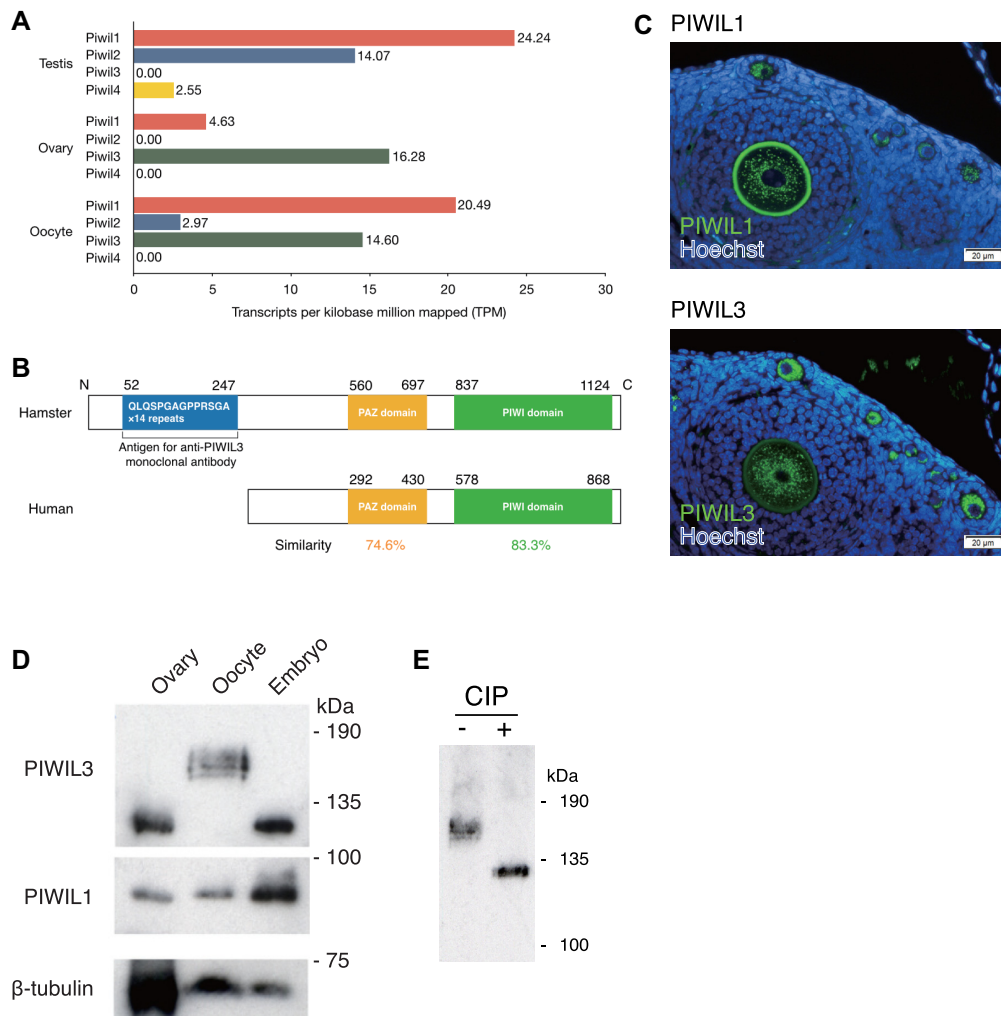 A
Testis
Piwil1 24.24
Piwil2 14.07
Piwil3 0.00
Piwil4 2.55
Ovary
Piwil1 4.63
Piwil2 0.00
Piwil3 16.28
Piwil4 0.00
Oocyte
Piwil1 20.49
Piwil2 2.97
Piwil3 14.60
Piwil4 0.00
0 5 10 15 20 25 30
Transcripts per kilobase million mapped (TPM)
B
N 52 247 560 697 837 1124 C
Hamster
QLQSPGAGPPRSGA
×14 repeats
PAZ domain
PIWI domain
Antigen for anti-PIWIL3
monoclonal antibody
292 430 578 868
Human
PAZ domain
PIWI domain
Similarity 74.6% 83.3%
C
PIWIL1
PIWIL1
Hoechst
20 µm
PIWIL3
PIWIL3
Hoechst
20 µm
D
Ovary Oocyte Embryo
kDa
- 190
PIWIL3
- 135
- 100
PIWIL1
- 75
β-tubulin
E
CIP
- +
kDa
- 190
- 135
- 100